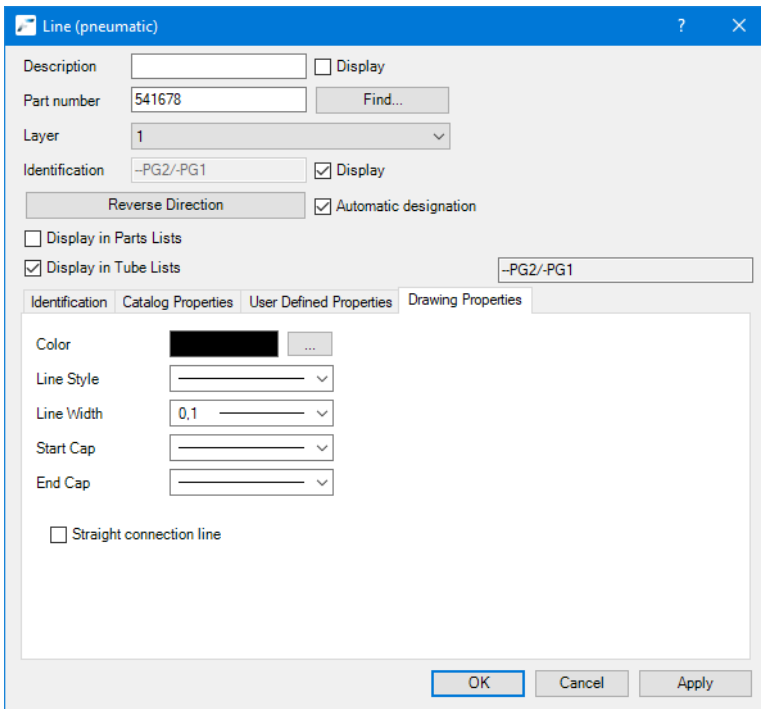 Line (pneumatic) ?
Description Display
Part number 541678 Find...
Layer 1
Identification --PG2/-PG1 Display
Reverse Direction Automatic designation
Display in Parts Lists
Display in Tube Lists --PG2/-PG1
Identification Catalog Properties User Defined Properties Drawing Properties
Color ...
Line Style
Line Width 0,1
Start Cap
End Cap
Straight connection line
OK Cancel Apply